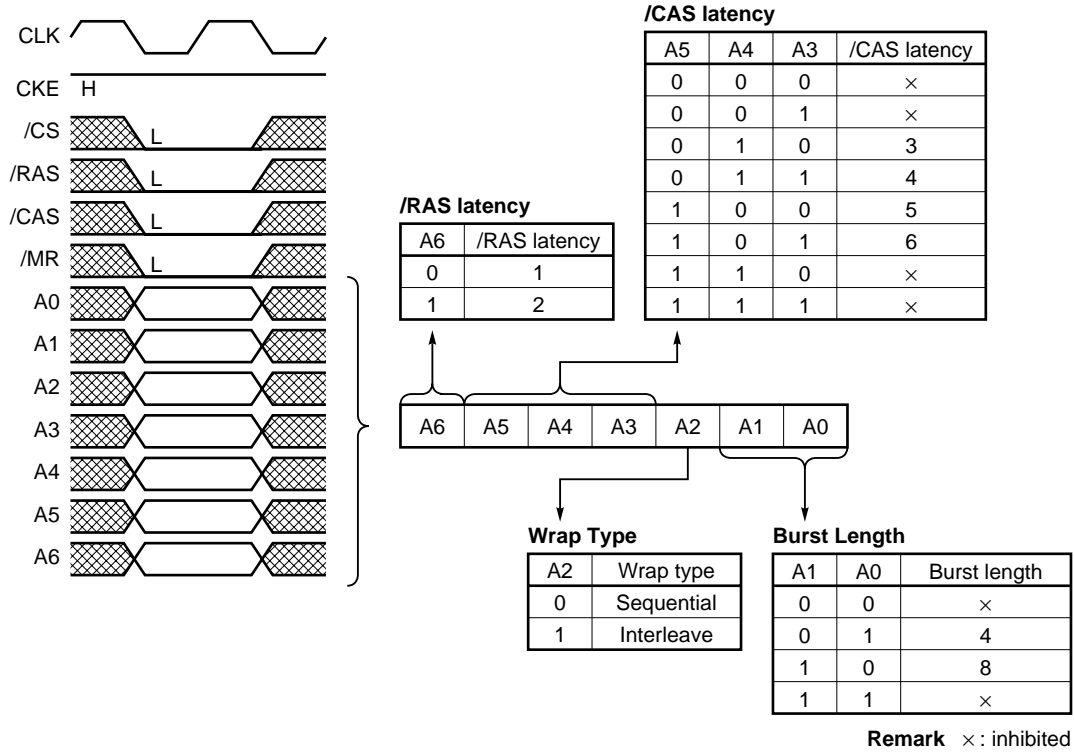 CLK
CKE H
/CS L
/RAS L
/CAS L
/MR L
A0
A1
A2
A3
A4
A5
A6
/CAS latency
A5 A4 A3 /CAS latency
0 0 0 ×
0 0 1 ×
0 1 0 3
0 1 1 4
1 0 0 5
1 0 1 6
1 1 0 ×
1 1 1 ×
/RAS latency
A6 /RAS latency
0 1
1 2
A6 A5 A4 A3 A2 A1 A0
Wrap Type
A2 Wrap type
0 Sequential
1 Interleave
Burst Length
A1 A0 Burst length
0 0 ×
0 1 4
1 0 8
1 1 ×
Remark × : inhibited